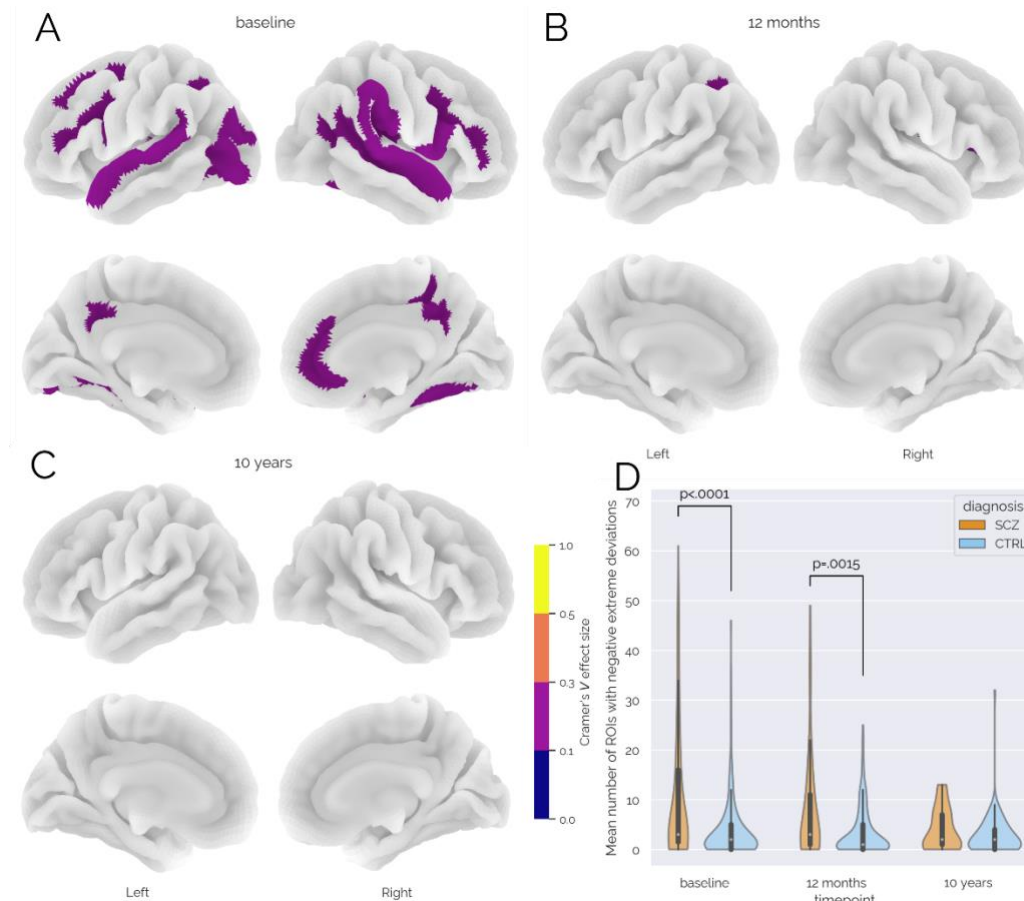 A
baseline
B
12 months
C
10 years
Left
Right
Left
Right
1.0
0.5
0.3
0.1
0.0
Cramer's V effect size
D
p<.0001
p=.0015
diagnosis
SCZ
CTRL
Mean number of ROIs with negative extreme deviations
70
60
50
40
30
20
10
0
baseline
12 months
10 years
timepoint